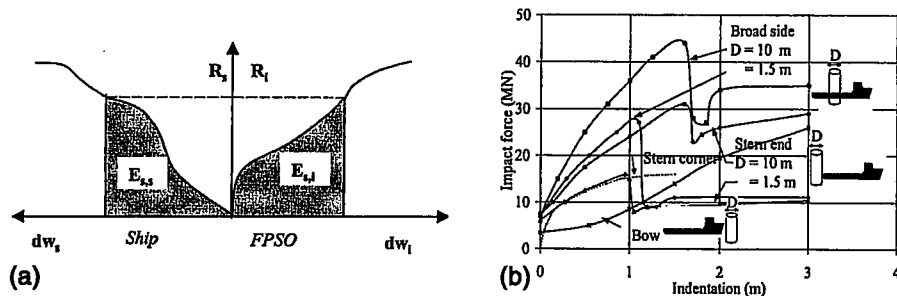 R_s R_i
E_s,s
E_s,i
dw_s Ship FPSO dw_i
(a)
(b)
Impact force (MN)
50
40
30
20
10
0
Broad side
D = 10 m
= 1.5 m
D
Stern corner
Stern end
D = 10 m
= 1.5 m
D
Bow
D
0 1 2 3 4
Indentation (m)